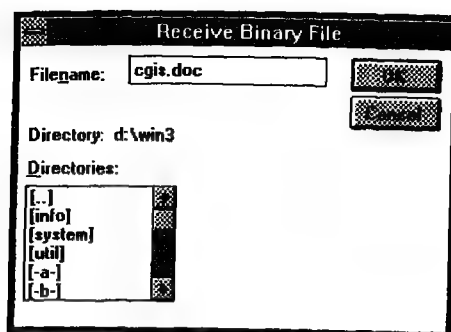 Receive Binary File
Filename: cgis.doc
OK
Cancel
Directory: d:\win3
Directories:
[..]
[info]
[system]
[util]
[-a-]
[-b-]